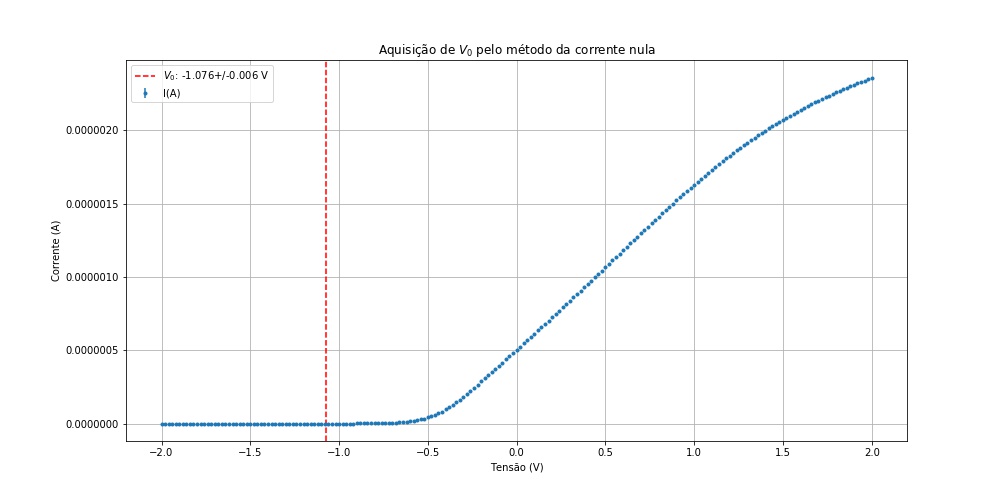 Aquisição de V₀ pelo método da corrente nula
V₀: -1.076+/-0.006 V
I(A)
Corrente (A)
0.0000020
0.0000015
0.0000010
0.0000005
0.0000000
−2.0 −1.5 −1.0 −0.5 0.0 0.5 1.0 1.5 2.0
Tensão (V)